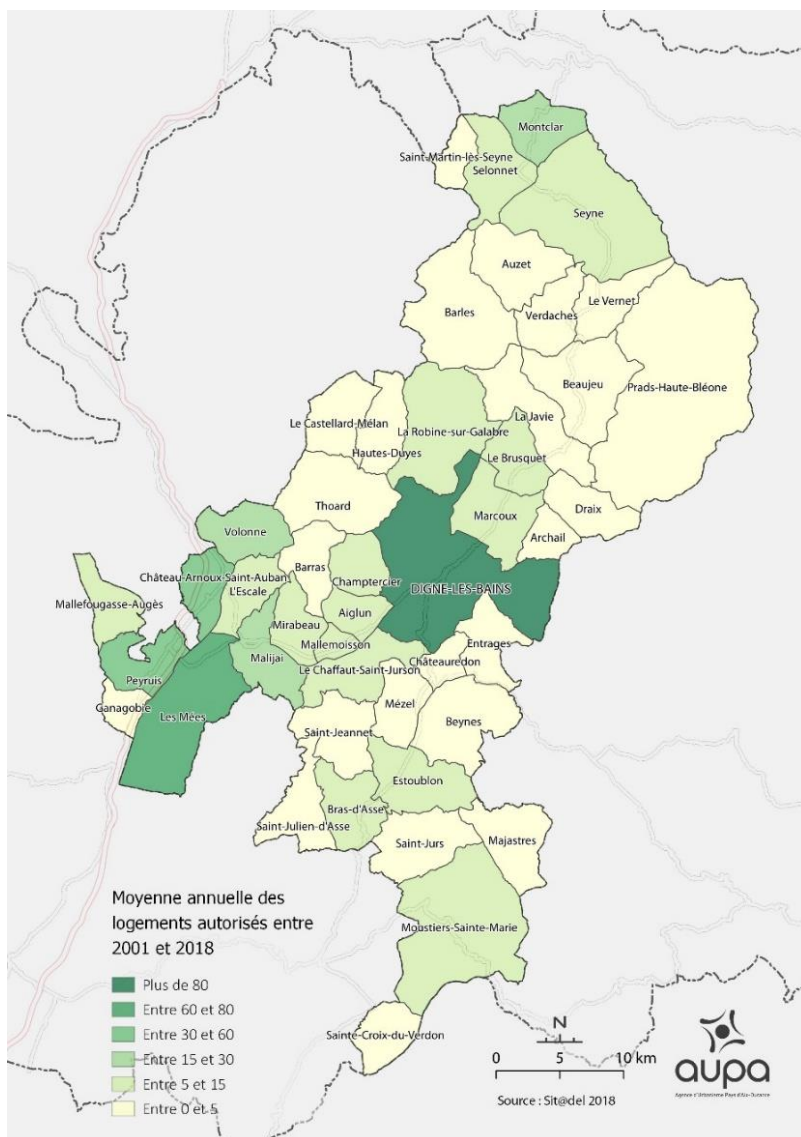 Montclar
Saint-Martin-lès-Seyne
Selonnet
Seyne
Auzet
Le Vernet
Barles
Verdaches
Beaujeu
Prads-Haute-Bléone
Le Castellard-Mélan
La Javie
La Robine-sur-Galabre
Hautes-Duyes
Le Brusquet
Thoard
Draix
Marcoux
Volonne
Archail
Barras
Château-Arnoux-Saint-Auban
Champtercier
L'Escale
DIGNE-LES-BAINS
Mallefougasse-Augès
Aiglun
Mirabeau
Mallemoisson
Entrages
Malijai
Châteauredon
Le Chaffaut-Saint-Jurson
Peyruis
Ganagobie
Les Mées
Mézel
Beynes
Saint-Jeannet
Estoublon
Bras-d'Asse
Saint-Julien-d'Asse
Saint-Jurs
Majastres
Moustiers-Sainte-Marie
Sainte-Croix-du-Verdon
Moyenne annuelle des
logements autorisés entre
2001 et 2018
Plus de 80
Entre 60 et 80
Entre 30 et 60
Entre 15 et 30
Entre 5 et 15
Entre 0 et 5
N
0 5 10 km
Source : Sit@del 2018
aupa
Agence d'Urbanisme Pays d'Aix-Durance